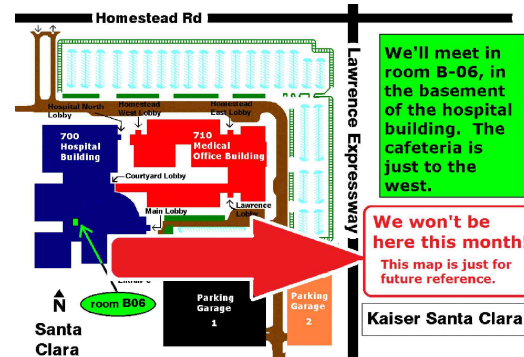 Homestead Rd
Hospital North
Lobby
Homestead
West Lobby
Homestead
East Lobby
700
Hospital
Building
710
Medical
Office Building
Courtyard Lobby
Main Lobby
Lawrence
Lobby
Lawrence Expressway
We'll meet in
room B-06, in
the basement
of the hospital
building. The
cafeteria is
just to the
west.
We won't be
here this month!
This map is just for
future reference.
N
room B06
Parking
Garage
1
Parking
Garage
2
Santa
Clara
Kaiser Santa Clara